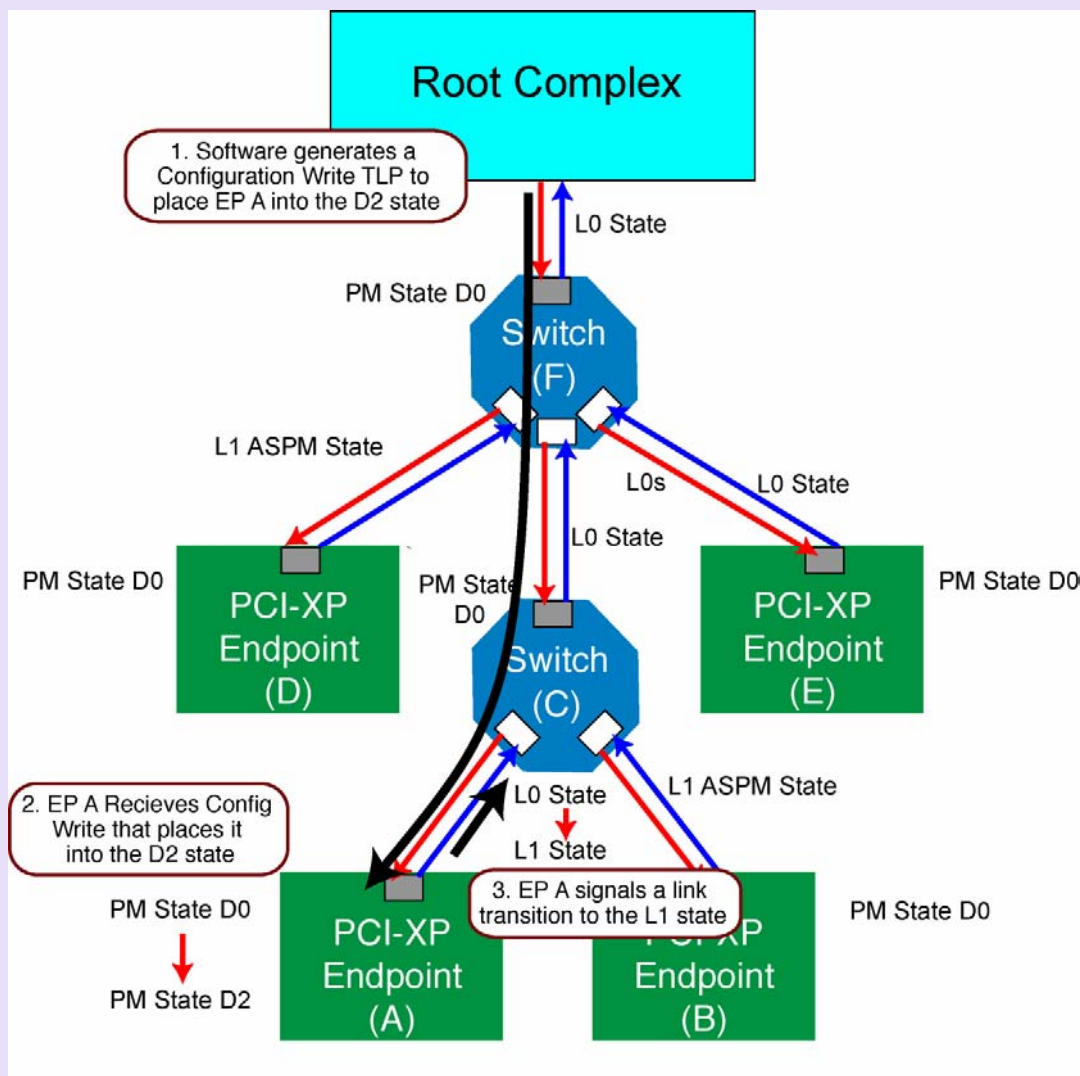 Root Complex
1. Software generates a
Configuration Write TLP to
place EP A into the D2 state
L0 State
PM State D0
Switch
(F)
L1 ASPM State
L0s
L0 State
L0 State
PM State D0
PCI-XP
Endpoint
(D)
PM State
D0
PCI-XP
Endpoint
(E)
PM State D0
Switch
(C)
2. EP A Recieves Config
Write that places it
into the D2 state
L0 State
L1 State
L1 ASPM State
3. EP A signals a link
transition to the L1 state
PM State D0
PM State D2
PCI-XP
Endpoint
(A)
PCI-XP
Endpoint
(B)
PM State D0